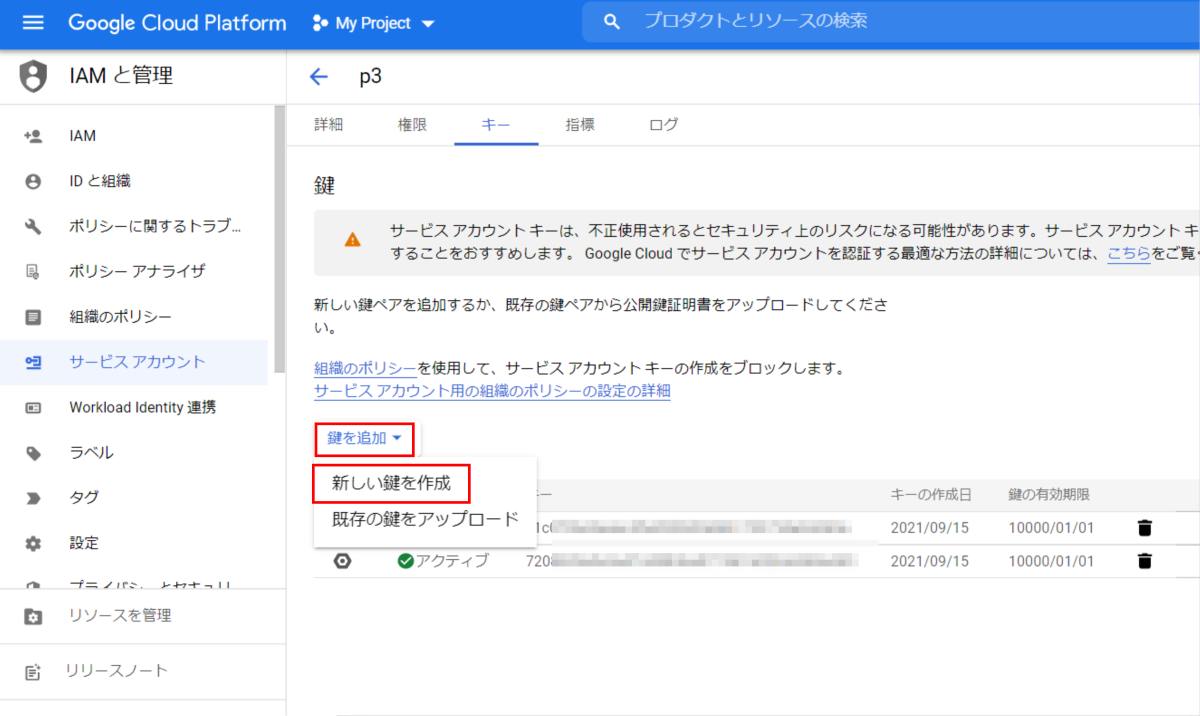 Google Cloud Platform
My Project
プロダクトとリソースの検索
IAM と管理
p3
IAM
ID と組織
ポリシーに関するトラブ...
ポリシー アナライザ
組織のポリシー
サービス アカウント
Workload Identity 連携
ラベル
タグ
設定
リソースを管理
リリースノート
詳細 権限 キー 指標 ログ
鍵
サービス アカウント キーは、不正使用されるとセキュリティ上のリスクになる可能性があります。サービス アカウント キ
することをおすすめします。 Google Cloud でサービス アカウントを認証する最適な方法の詳細については、こちらをご覧
新しい鍵ペアを追加するか、既存の鍵ペアから公開鍵証明書をアップロードしてくださ
い。
組織のポリシーを使用して、サービス アカウント キーの作成をブロックします。
サービス アカウント用の組織のポリシーの設定の詳細
鍵を追加
新しい鍵を作成
既存の鍵をアップロード
キーの作成日 鍵の有効期限
2021/09/15 10000/01/01
アクティブ 720 2021/09/15 10000/01/01